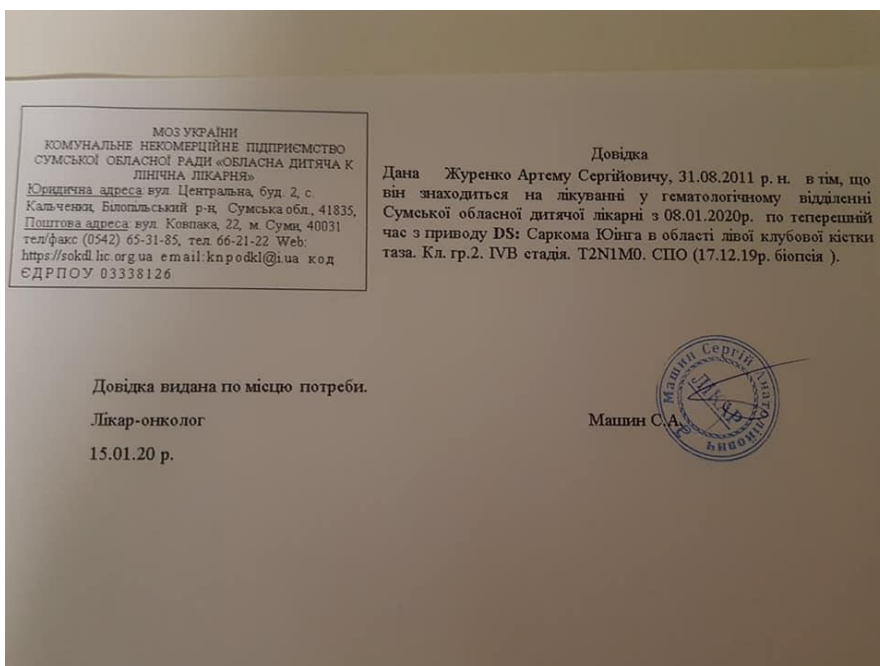 МОЗ УКРАЇНИ
КОМУНАЛЬНЕ НЕКОМЕРЦІЙНЕ ПІДПРИЄМСТВО
СУМСЬКОЇ ОБЛАСНОЇ РАДИ «ОБЛАСНА ДИТЯЧА К
ЛІНІЧНА ЛІКАРНЯ»
Юридична адреса: вул. Центральна, буд. 2, с.
Кальченки, Білопільський р-н, Сумська обл., 41835,
Поштова адреса: вул. Ковпака, 22, м. Суми, 40031
тел/факс (0542) 65-31-85, тел. 66-21-22 Web:
https://sokdl.lic.org.ua email:knpodkl@i.ua код
ЄДРПОУ 03338126
Довідка
Дана Журенко Артему Сергійовичу, 31.08.2011 р. н. в тім, що
він знаходиться на лікуванні у гематологічному відділенні
Сумської обласної дитячої лікарні з 08.01.2020р. по теперешній
час з приводу DS: Саркома Юінга в області лівої клубової кістки
таза. Кл. гр.2. IVB стадія. T2N1M0. СПО (17.12.19р. біопсія ).
Довідка видана по місцю потреби.
Лікар-онколог
Машин С.А.
15.01.20 р.
Машин Сергій Анатолійович
ЛІКАР